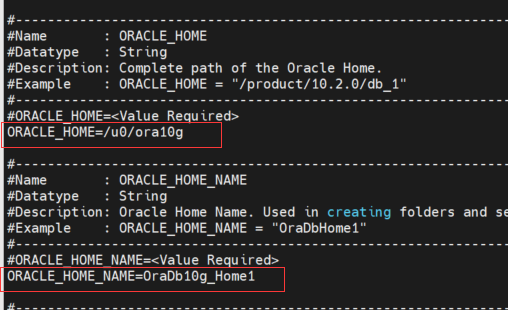 #-------------------------------------------------------
#Name : ORACLE_HOME
#Datatype : String
#Description: Complete path of the Oracle Home.
#Example : ORACLE_HOME = "/product/10.2.0/db_1"
#-------------------------------------------------------
#ORACLE_HOME=<Value Required>
ORACLE_HOME=/u0/ora10g
#-------------------------------------------------------
#Name : ORACLE_HOME_NAME
#Datatype : String
#Description: Oracle Home Name. Used in creating folders and se
#Example : ORACLE_HOME_NAME = "OraDbHome1"
#-------------------------------------------------------
#ORACLE_HOME_NAME=<Value Required>
ORACLE_HOME_NAME=OraDb10g_Home1
#-------------------------------------------------------